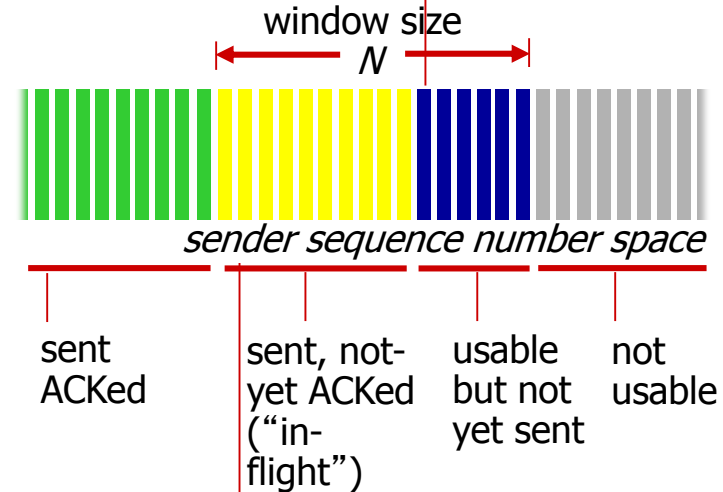 window size
N
sender sequence number space
sent
ACKed
sent, not-
yet ACKed
(“in-
flight”)
usable
but not
yet sent
not
usable